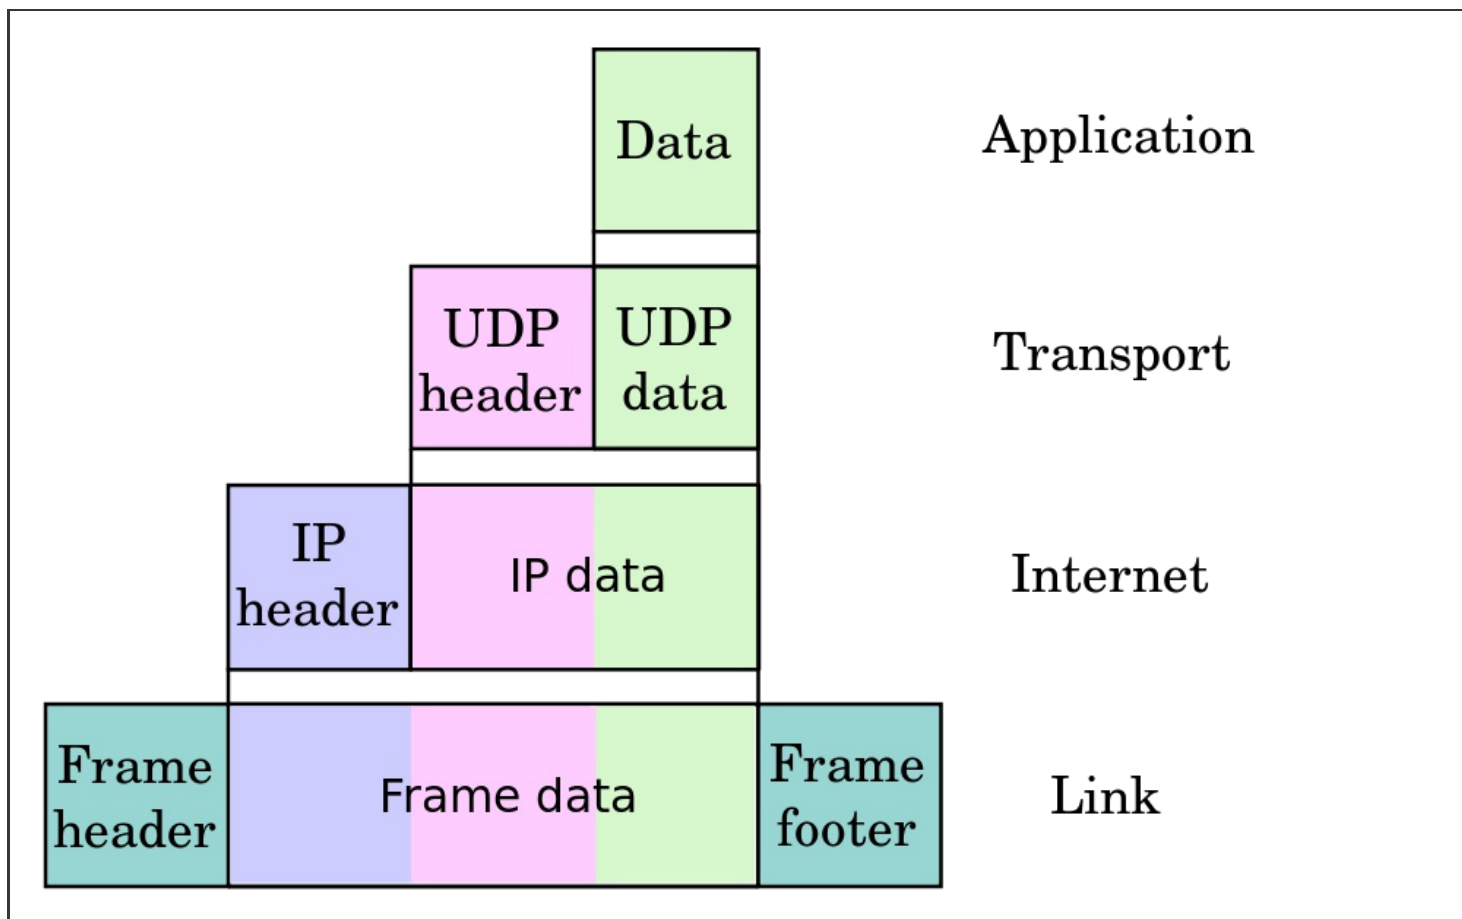 Data
Application
UDP
header
UDP
data
Transport
IP
header
IP data
Internet
Frame
header
Frame data
Frame
footer
Link